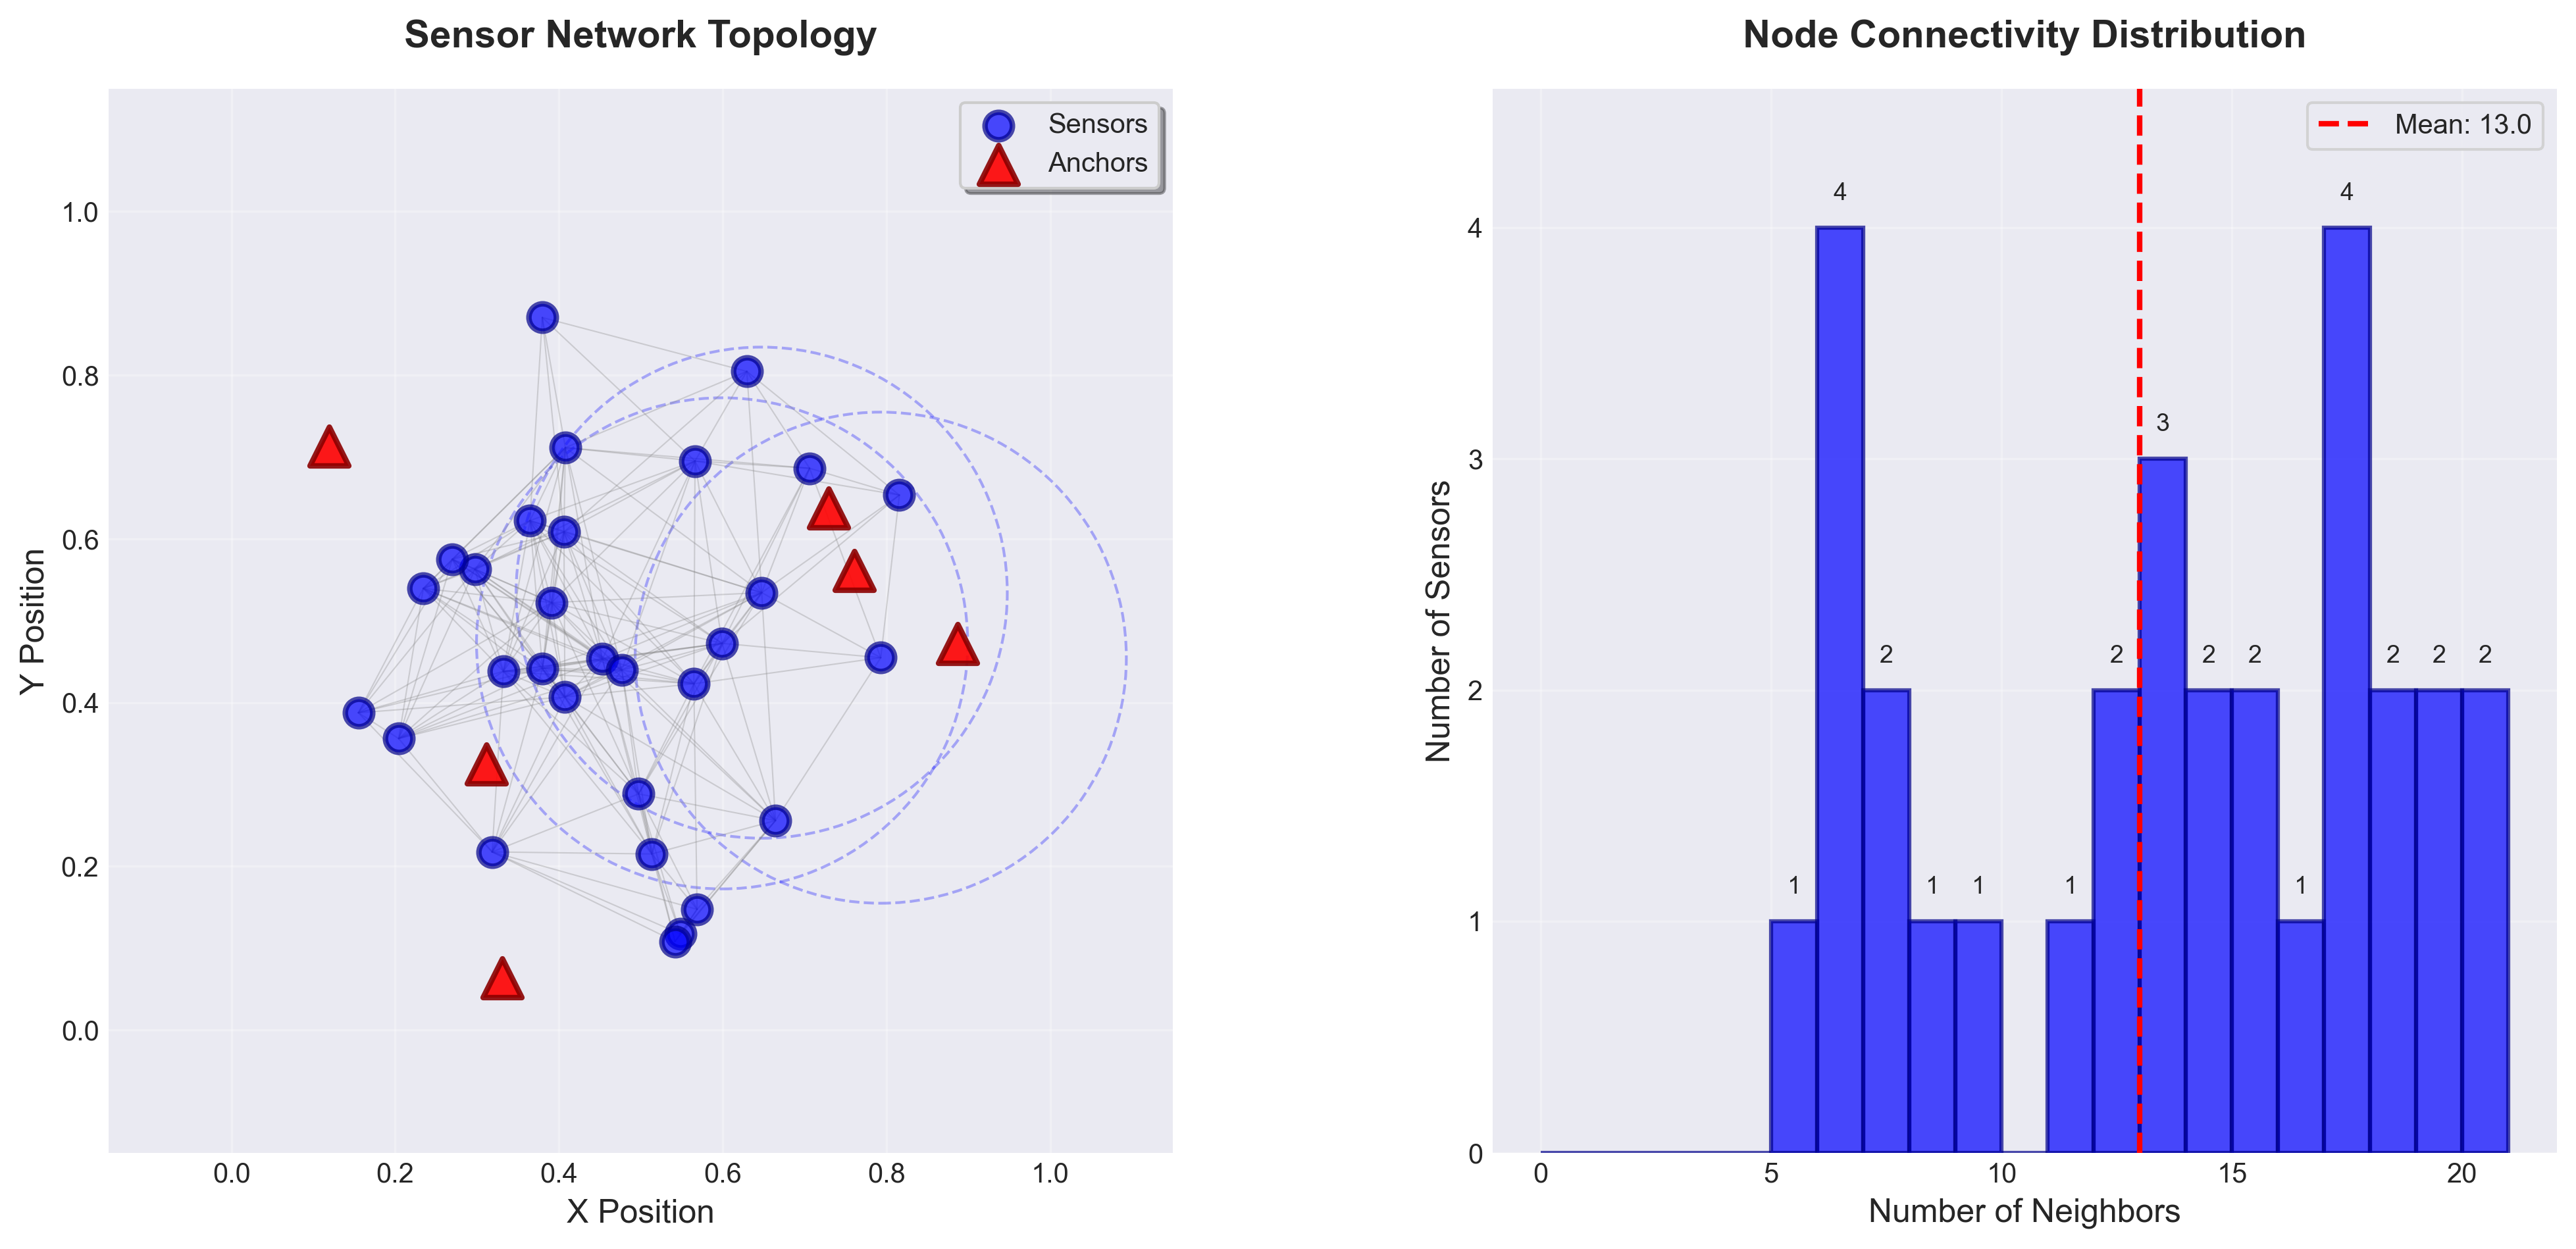 Sensor Network Topology
Sensors
Anchors
1.0
0.8
0.6
0.4
0.2
0.0
Y Position
0.0 0.2 0.4 0.6 0.8 1.0
X Position
Node Connectivity Distribution
Mean: 13.0
4
3
2
1
0
Number of Sensors
1 4 2 1 1 1 2 3 2 2 1 4 2 2 2
0 5 10 15 20
Number of Neighbors